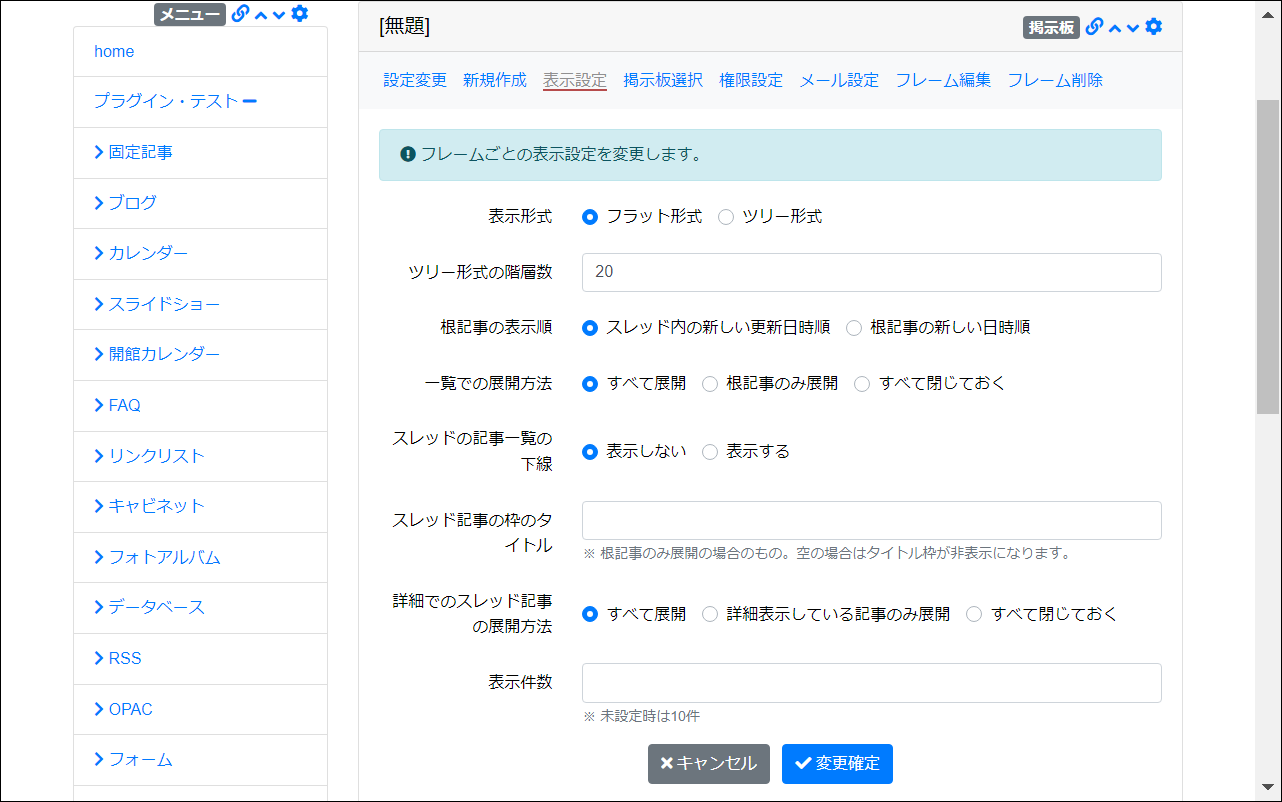 メニュー
home
プラグイン・テスト
固定記事
ブログ
カレンダー
スライドショー
開館カレンダー
FAQ
リンクリスト
キャビネット
フォトアルバム
データベース
RSS
OPAC
フォーム
[無題]
掲示板
設定変更 新規作成 表示設定 掲示板選択 権限設定 メール設定 フレーム編集 フレーム削除
フレームごとの表示設定を変更します。
表示形式 フラット形式 ツリー形式
ツリー形式の階層数 20
根記事の表示順 スレッド内の新しい更新日時順 根記事の新しい日時順
一覧での展開方法 すべて展開 根記事のみ展開 すべて閉じておく
スレッドの記事一覧の
下線
表示しない 表示する
スレッド記事の枠のタ
イトル
※ 根記事のみ展開の場合のもの。空の場合はタイトル枠が非表示になります。
詳細でのスレッド記事
の展開方法
すべて展開 詳細表示している記事のみ展開 すべて閉じておく
表示件数
※ 未設定時は10件
キャンセル 変更確定